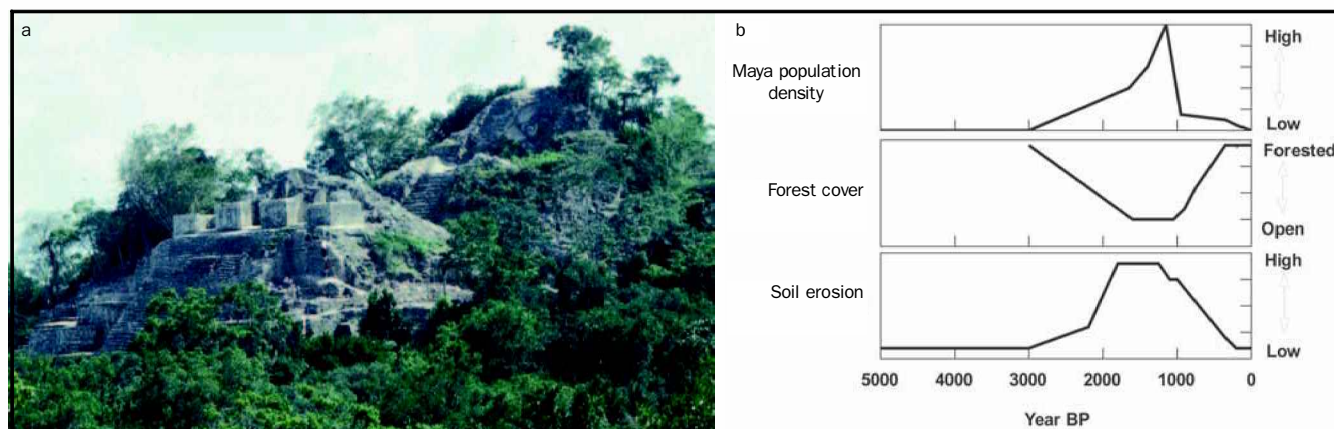 a
b
Maya population
density
High
Low
Forest cover
Forested
Open
Soil erosion
High
Low
5000 4000 3000 2000 1000 0
Year BP